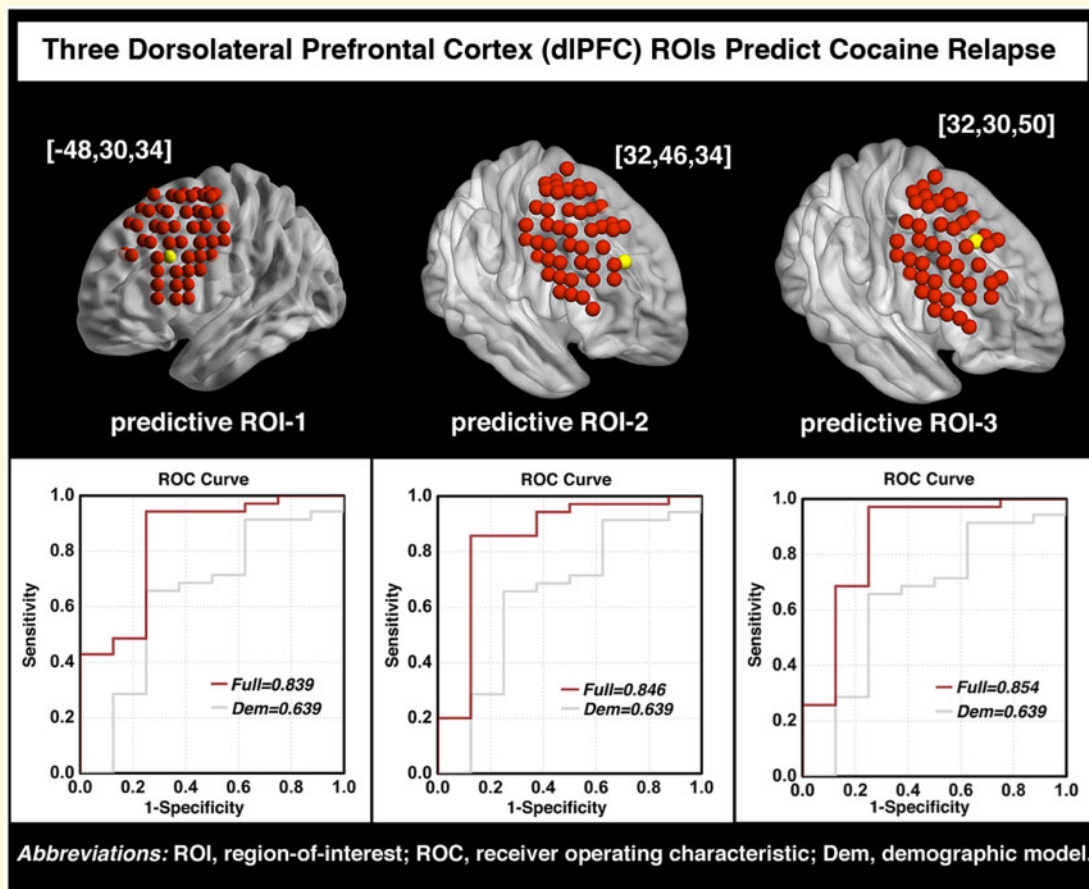 Three Dorsolateral Prefrontal Cortex (dlPFC) ROIs Predict Cocaine Relapse
[-48,30,34]
[32,46,34]
[32,30,50]
predictive ROI-1
predictive ROI-2
predictive ROI-3
ROC Curve
Sensitivity
1.0
0.8
0.6
0.4
0.2
0.0
Full=0.839
Dem=0.639
0.0 0.2 0.4 0.6 0.8 1.0
1-Specificity
ROC Curve
Sensitivity
1.0
0.8
0.6
0.4
0.2
0.0
Full=0.846
Dem=0.639
0.0 0.2 0.4 0.6 0.8 1.0
1-Specificity
ROC Curve
Sensitivity
1.0
0.8
0.6
0.4
0.2
0.0
Full=0.854
Dem=0.639
0.0 0.2 0.4 0.6 0.8 1.0
1-Specificity
Abbreviations: ROI, region-of-interest; ROC, receiver operating characteristic; Dem, demographic model.